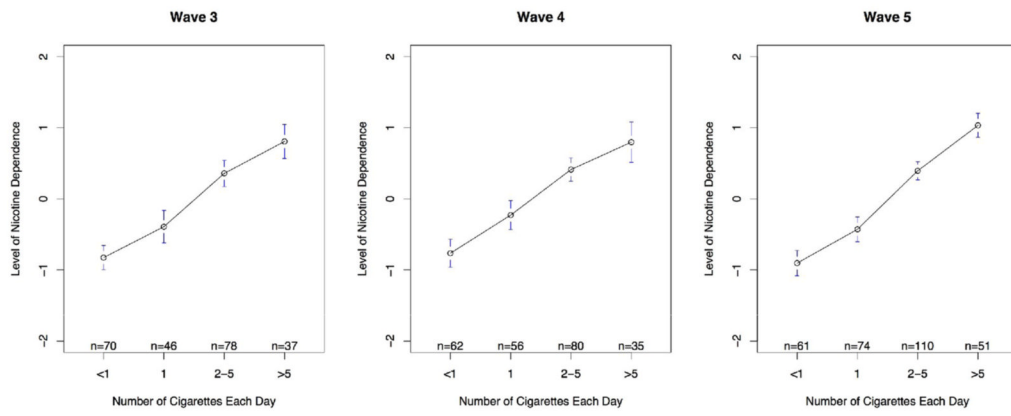 Wave 3
Level of Nicotine Dependence
2
1
0
−1
−2
n=70 n=46 n=78 n=37
<1 1 2−5 >5
Number of Cigarettes Each Day
Wave 4
Level of Nicotine Dependence
2
1
0
−1
−2
n=62 n=56 n=80 n=35
<1 1 2−5 >5
Number of Cigarettes Each Day
Wave 5
Level of Nicotine Dependence
2
1
0
−1
−2
n=61 n=74 n=110 n=51
<1 1 2−5 >5
Number of Cigarettes Each Day